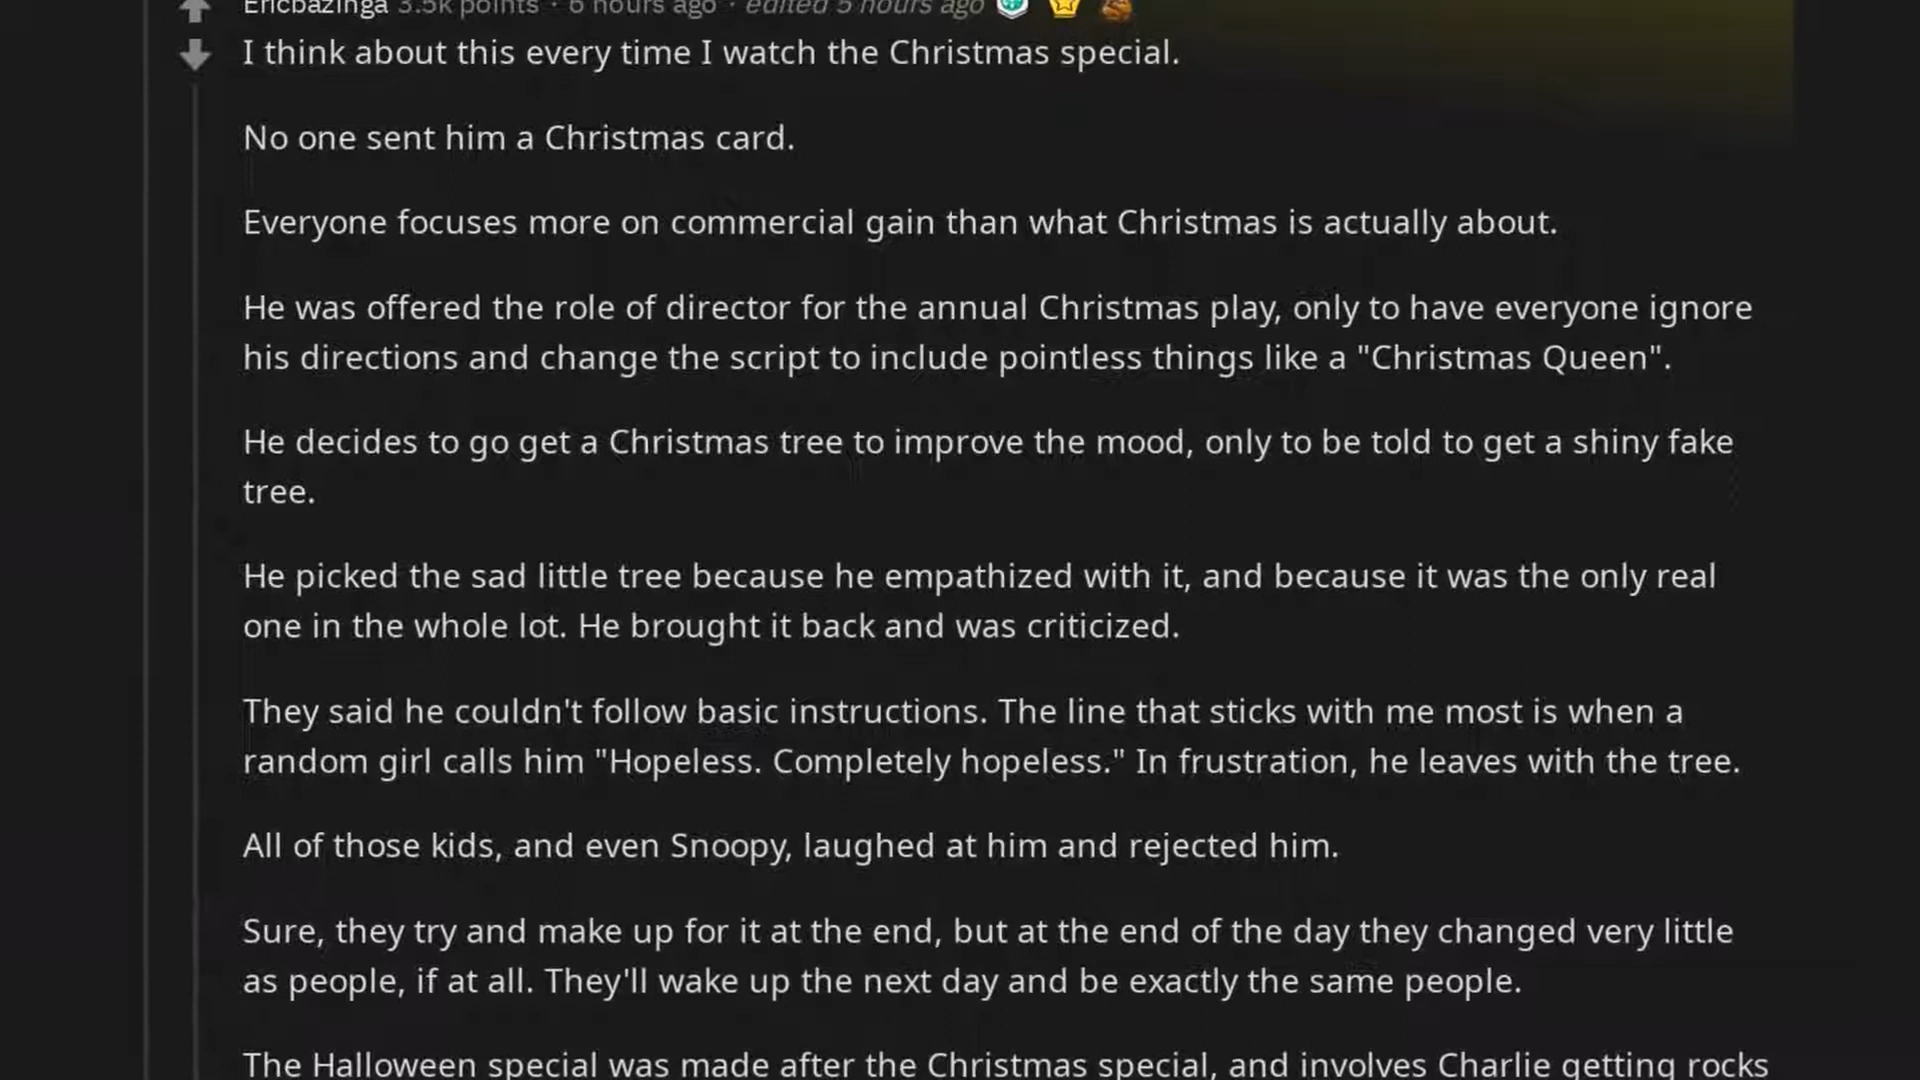 Ericbazinga 3.5k points · 6 hours ago · edited 5 hours ago
I think about this every time I watch the Christmas special.
No one sent him a Christmas card.
Everyone focuses more on commercial gain than what Christmas is actually about.
He was offered the role of director for the annual Christmas play, only to have everyone ignore
his directions and change the script to include pointless things like a "Christmas Queen".
He decides to go get a Christmas tree to improve the mood, only to be told to get a shiny fake
tree.
He picked the sad little tree because he empathized with it, and because it was the only real
one in the whole lot. He brought it back and was criticized.
They said he couldn't follow basic instructions. The line that sticks with me most is when a
random girl calls him "Hopeless. Completely hopeless." In frustration, he leaves with the tree.
All of those kids, and even Snoopy, laughed at him and rejected him.
Sure, they try and make up for it at the end, but at the end of the day they changed very little
as people, if at all. They'll wake up the next day and be exactly the same people.
The Halloween special was made after the Christmas special, and involves Charlie getting rocks